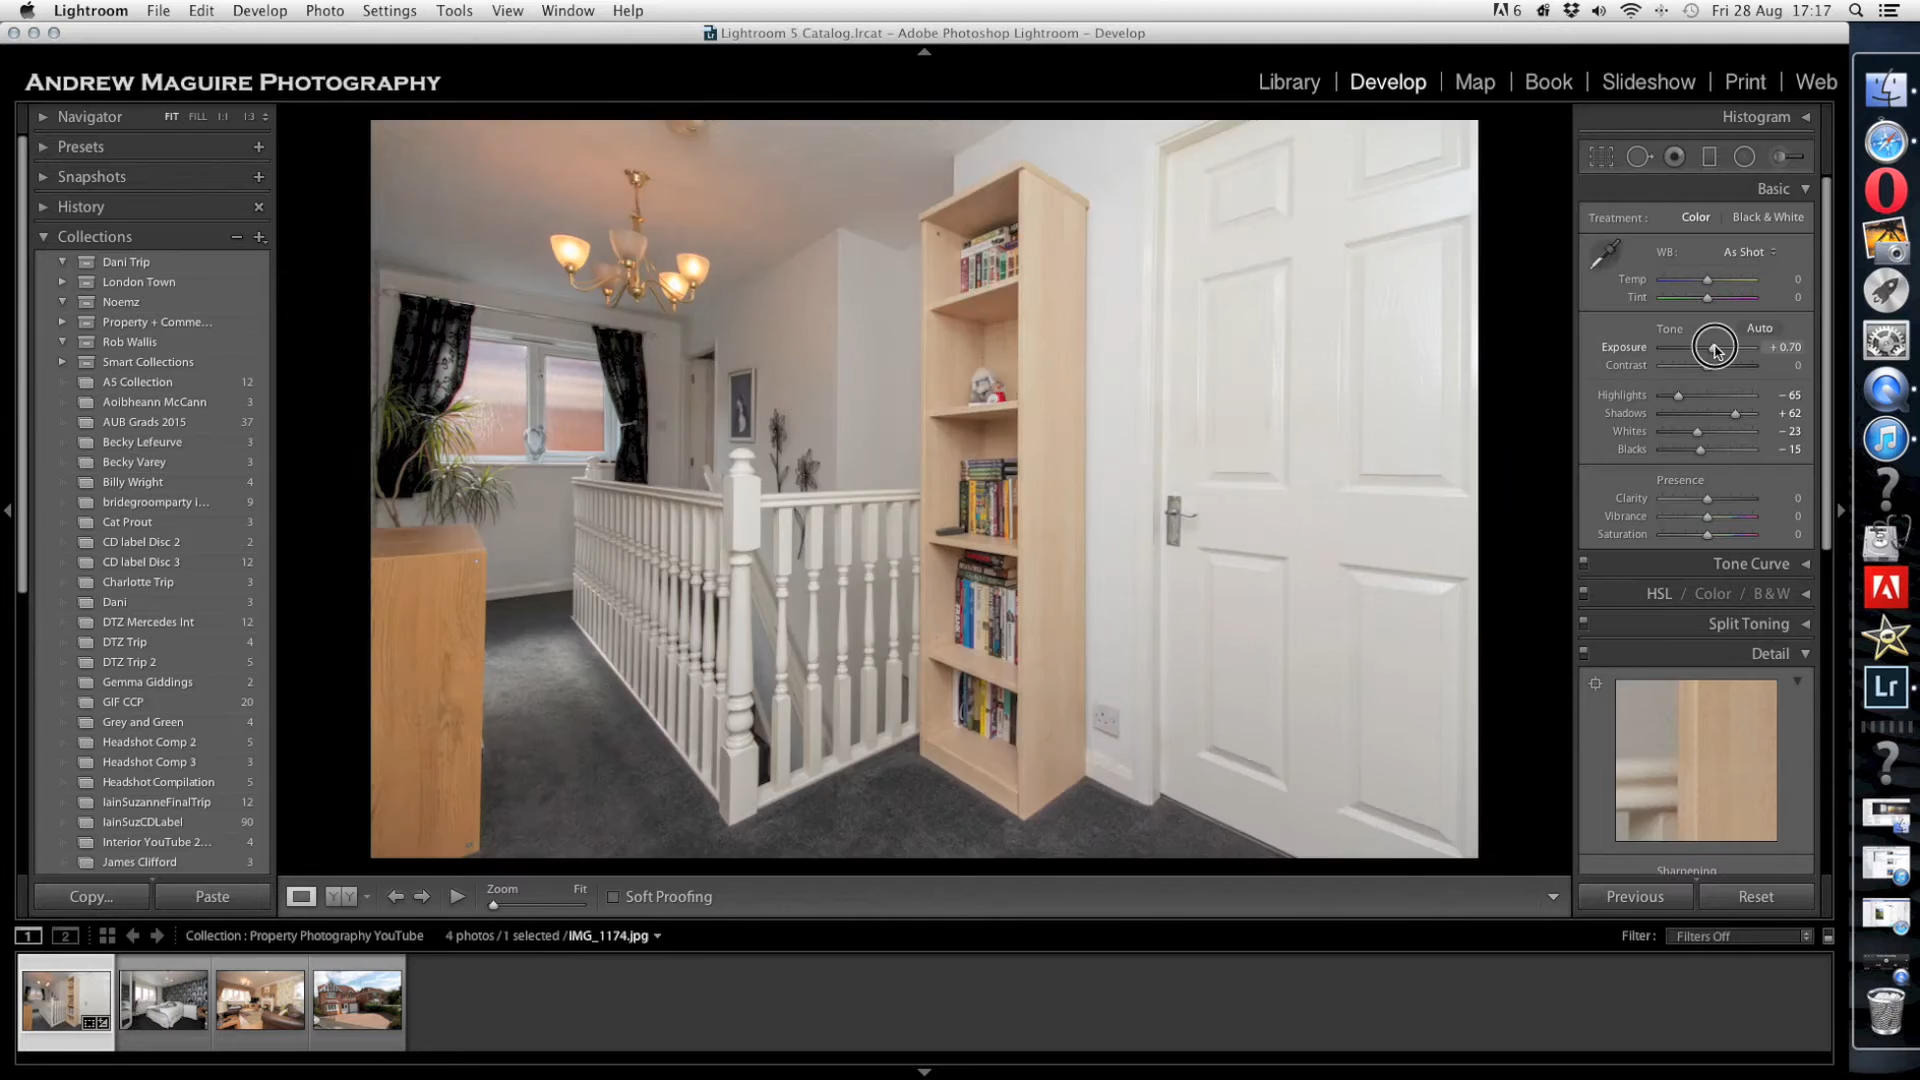 Lightroom File Edit Develop Photo Settings Tools View Window Help 6 Fri 28 Aug 17:17
Lightroom 5 Catalog.lrcat – Adobe Photoshop Lightroom – Develop
Andrew Maguire Photography Library | Develop | Map | Book | Slideshow | Print | Web
Navigator FIT FILL 1:1 1:3
Presets
Snapshots
History
Collections
Dani Trip
London Town
Noemz
Property + Comme...
Rob Wallis
Smart Collections
A5 Collection 12
Aoibheann McCann 3
AUB Grads 2015 37
Becky Lefeurve 3
Becky Varey 3
Billy Wright 4
bridegroomparty i... 9
Cat Prout 3
CD label Disc 2 2
CD label Disc 3 12
Charlotte Trip 3
Dani 3
DTZ Mercedes Int 12
DTZ Trip 4
DTZ Trip 2 5
Gemma Giddings 2
GIF CCP 20
Grey and Green 4
Headshot Comp 2 5
Headshot Comp 3 3
Headshot Compilation 5
IainSuzanneFinalTrip 12
IainSuzCDLabel 90
Interior YouTube 2... 4
James Clifford 3
Copy... Paste
Histogram
Basic
Treatment : Color Black & White
WB : As Shot
Temp 0
Tint 0
Tone Auto
Exposure + 0.70
Contrast 0
Highlights – 65
Shadows + 62
Whites – 23
Blacks – 15
Presence
Clarity 0
Vibrance 0
Saturation 0
Tone Curve
HSL / Color / B & W
Split Toning
Detail
Sharpening
Previous Reset
YY Zoom Fit Soft Proofing
1 2 Collection : Property Photography YouTube 4 photos / 1 selected / IMG_1174.jpg Filter : Filters Off
Lr